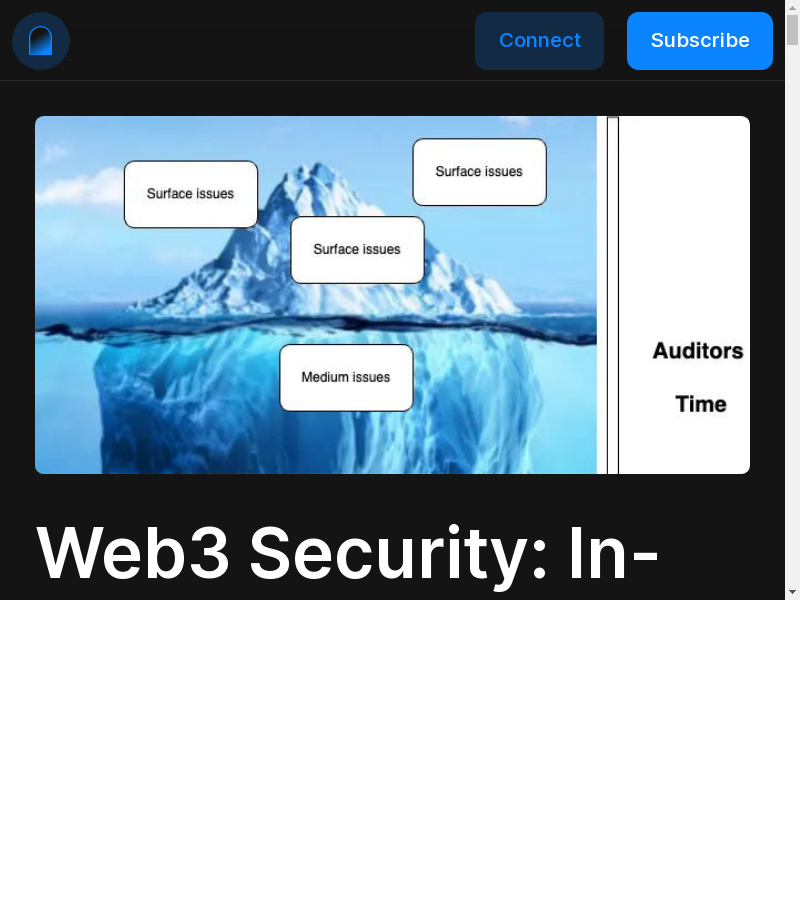 Connect
Subscribe
Surface issues
Surface issues
Surface issues
Medium issues
Auditors
Time
Web3 Security: In-